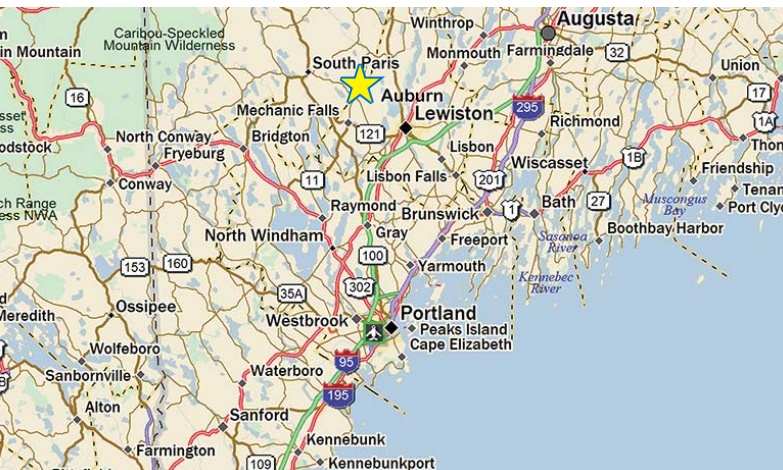 Winthrop
Augusta
Caribou-Speckled
Mountain Wilderness
in Mountain
Monmouth
Farmingdale
32
South Paris
Union
16
Auburn
17
Mechanic Falls
295
Lewiston
Richmond
1A
121
North Conway
Bridgton
Lisbon
Thon
odstock
Fryeburg
Wiscasset
1B
Lisbon Falls
Friendship
Conway
11
201
Tenan
ch Range
ess NWA
Raymond
Brunswick
1
Bath
27
Muscongus
Bay
Port Clyd
Gray
North Windham
Freeport
Sasanoa
River
Boothbay Harbor
100
153
160
Yarmouth
Kennebec
River
302
35A
Ossipee
Meredith
Westbrook
Portland
Peaks Island
Cape Elizabeth
Wolfeboro
95
Sanbornville
Waterboro
195
Alton
Sanford
Farmington
Kennebunk
109
Kennebunkport